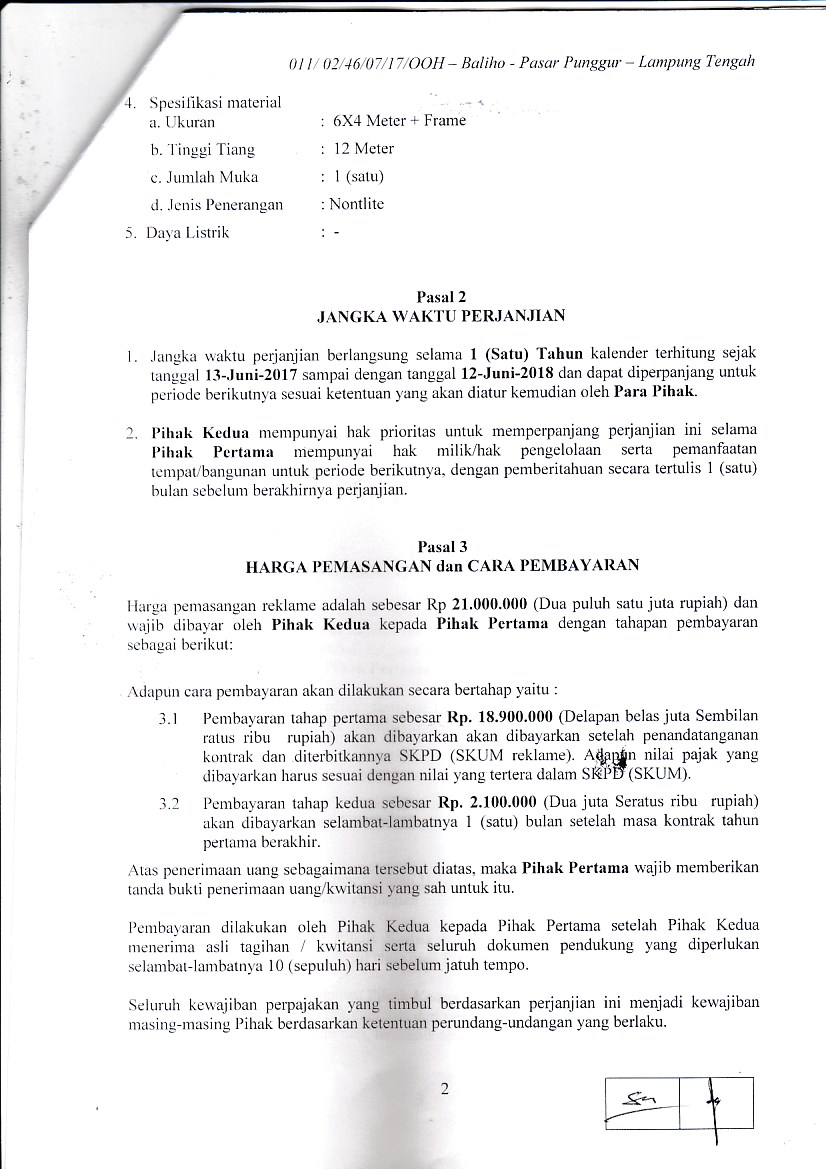 011/ 02/46/07/17/OOH – Baliho - Pasar Punggur – Lampung Tengah
4. Spesifikasi material
a. Ukuran : 6X4 Meter + Frame
b. Tinggi Tiang : 12 Meter
c. Jumlah Muka : 1 (satu)
d. Jenis Penerangan : Nontlite
5. Daya Listrik : -
Pasal 2
JANGKA WAKTU PERJANJIAN
1. Jangka waktu perjanjian berlangsung selama 1 (Satu) Tahun kalender terhitung sejak
tanggal 13-Juni-2017 sampai dengan tanggal 12-Juni-2018 dan dapat diperpanjang untuk
periode berikutnya sesuai ketentuan yang akan diatur kemudian oleh Para Pihak.
2. Pihak Kedua mempunyai hak prioritas untuk memperpanjang perjanjian ini selama
Pihak Pertama mempunyai hak milik/hak pengelolaan serta pemanfaatan
tempat/bangunan untuk periode berikutnya, dengan pemberitahuan secara tertulis 1 (satu)
bulan sebelum berakhirnya perjanjian.
Pasal 3
HARGA PEMASANGAN dan CARA PEMBAYARAN
Harga pemasangan reklame adalah sebesar Rp 21.000.000 (Dua puluh satu juta rupiah) dan
wajib dibayar oleh Pihak Kedua kepada Pihak Pertama dengan tahapan pembayaran
sebagai berikut:
Adapun cara pembayaran akan dilakukan secara bertahap yaitu :
3.1 Pembayaran tahap pertama sebesar Rp. 18.900.000 (Delapan belas juta Sembilan
ratus ribu rupiah) akan dibayarkan akan dibayarkan setelah penandatanganan
kontrak dan diterbitkannya SKPD (SKUM reklame). Adapun nilai pajak yang
dibayarkan harus sesuai dengan nilai yang tertera dalam SKPD (SKUM).
3.2 Pembayaran tahap kedua sebesar Rp. 2.100.000 (Dua juta Seratus ribu rupiah)
akan dibayarkan selambat-lambatnya 1 (satu) bulan setelah masa kontrak tahun
pertama berakhir.
Atas penerimaan uang sebagaimana tersebut diatas, maka Pihak Pertama wajib memberikan
tanda bukti penerimaan uang/kwitansi yang sah untuk itu.
Pembayaran dilakukan oleh Pihak Kedua kepada Pihak Pertama setelah Pihak Kedua
menerima asli tagihan / kwitansi serta seluruh dokumen pendukung yang diperlukan
selambat-lambatnya 10 (sepuluh) hari sebelum jatuh tempo.
Seluruh kewajiban perpajakan yang timbul berdasarkan perjanjian ini menjadi kewajiban
masing-masing Pihak berdasarkan ketentuan perundang-undangan yang berlaku.
2